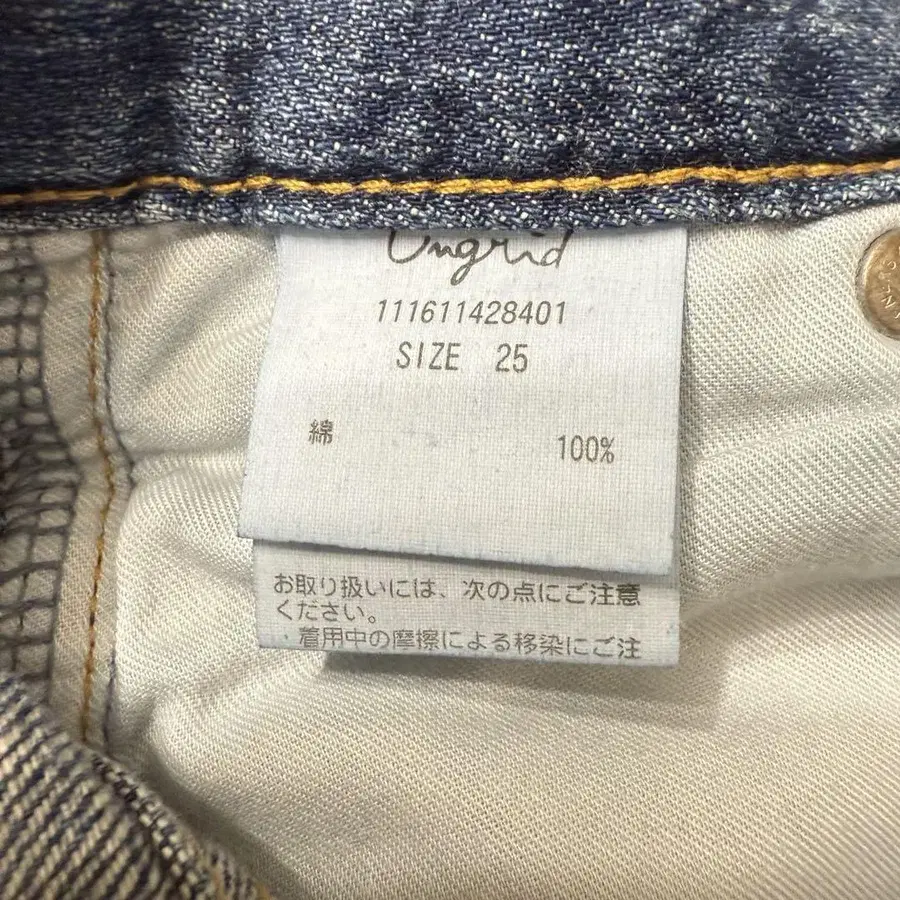 Ungrid
111611428401
SIZE 25
綿 100%
お取り扱いには、次の点にご注意
ください。
着用中の摩擦による移染にご注